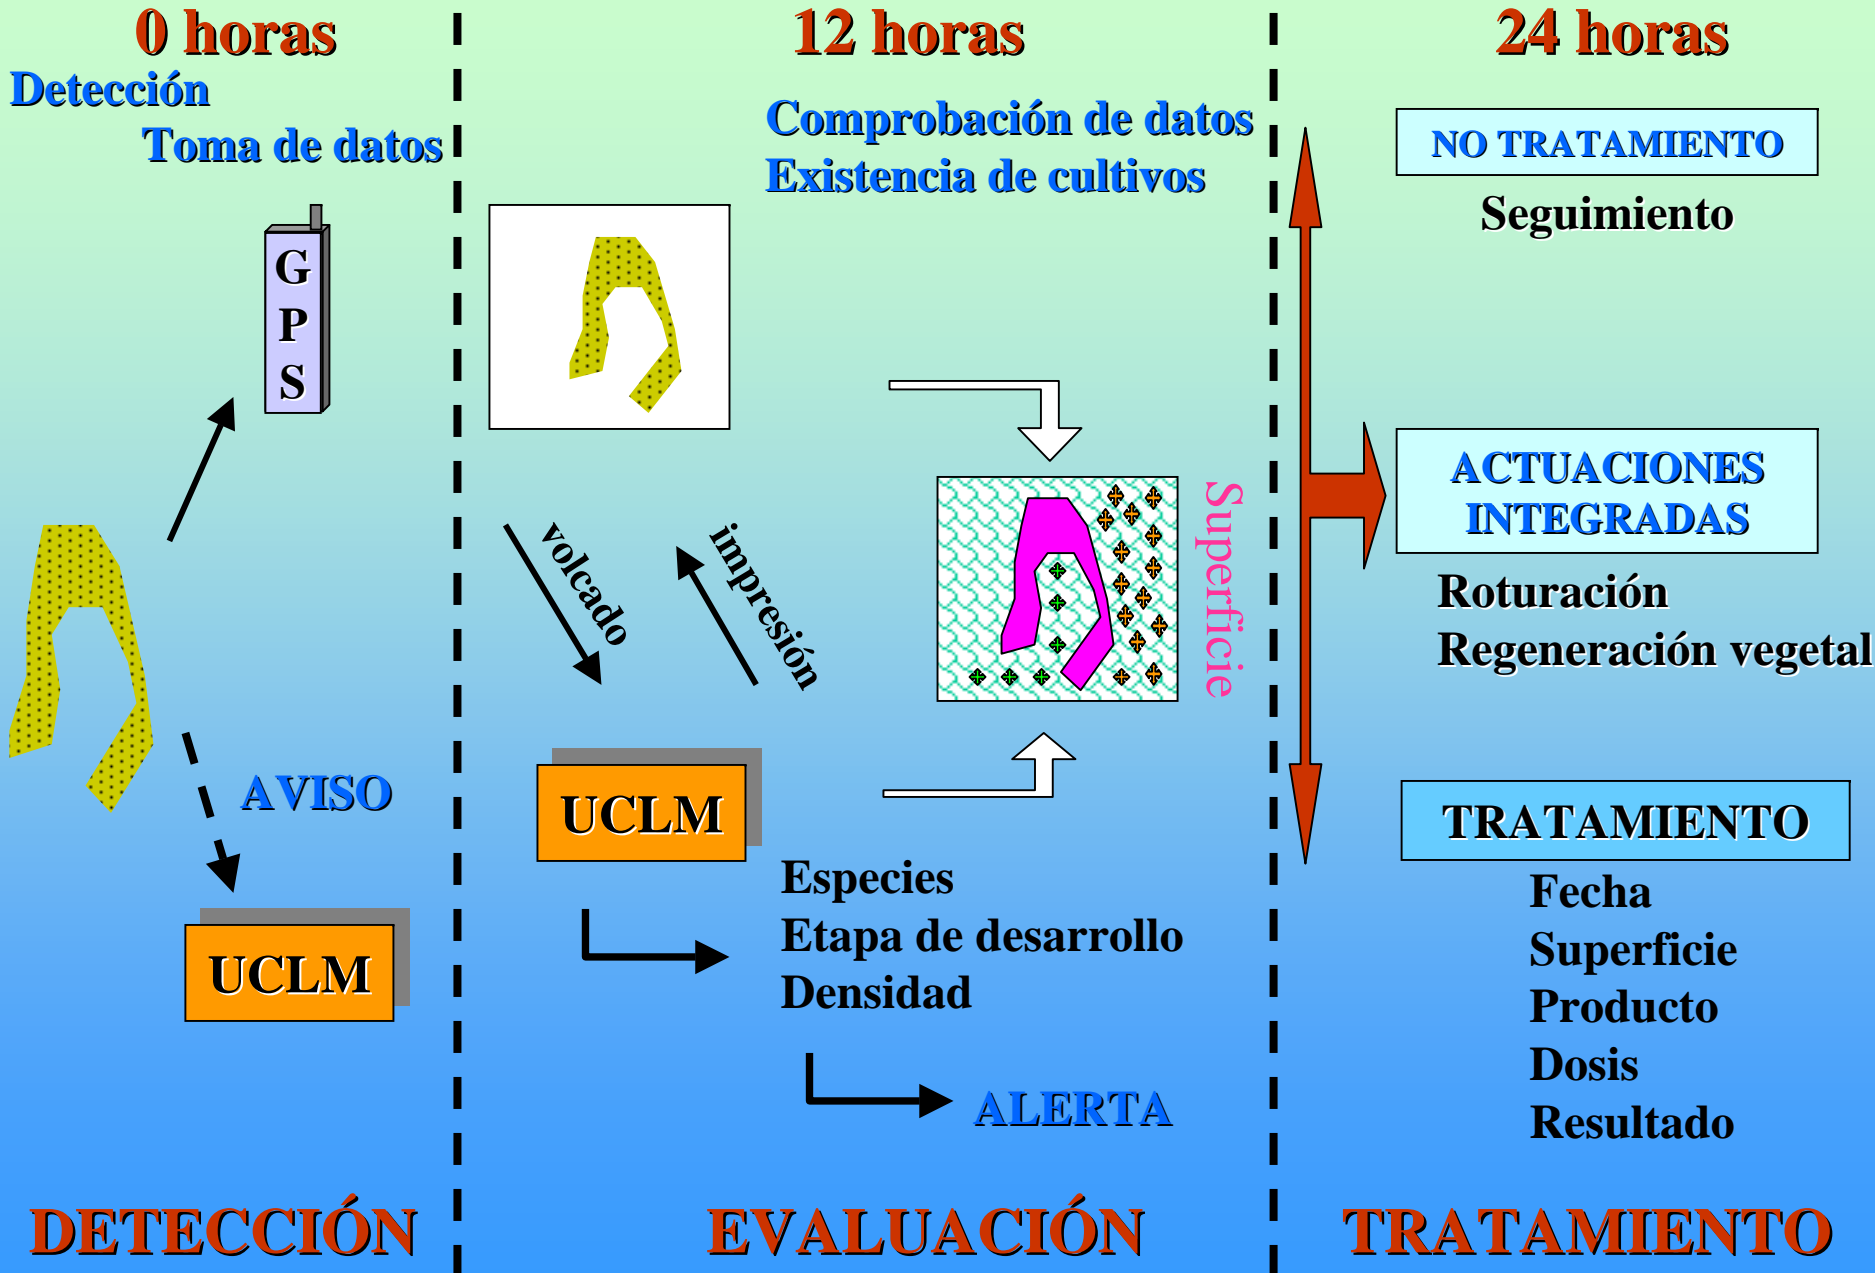 0 horas
Detección
Toma de datos
G
P
S
AVISO
UCLM
DETECCIÓN
12 horas
Comprobación de datos
Existencia de cultivos
volcado
impresión
Superficie
UCLM
Especies
Etapa de desarrollo
Densidad
ALERTA
EVALUACIÓN
24 horas
NO TRATAMIENTO
Seguimiento
ACTUACIONES
INTEGRADAS
Roturación
Regeneración vegetal
TRATAMIENTO
Fecha
Superficie
Producto
Dosis
Resultado
TRATAMIENTO